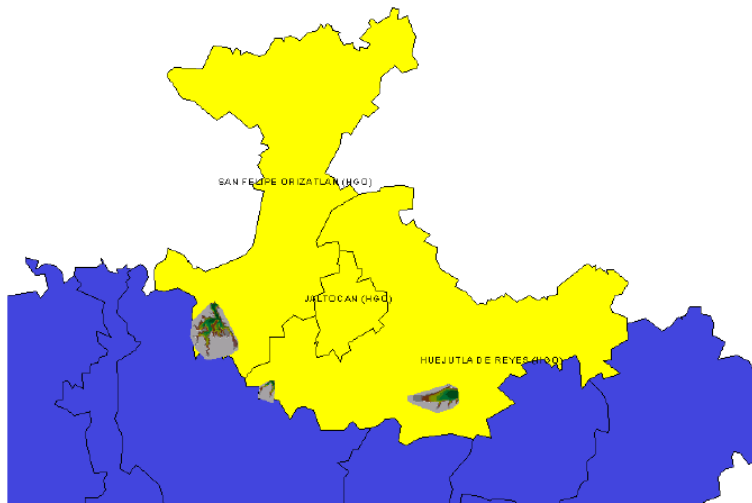 SAN FELIPE ORIZATLAN (HGO)
JALTOCAN (HGO)
HUEJUTLA DE REYES (HGO)